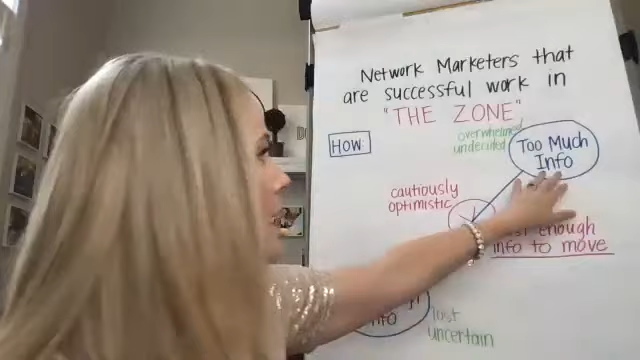 Network Marketers that
are successful work in
"THE ZONE"
HOW:
overwhelmed
undecided
Too Much
Info
cautiously
optimistic
enough
info to move
Info
lost
uncertain